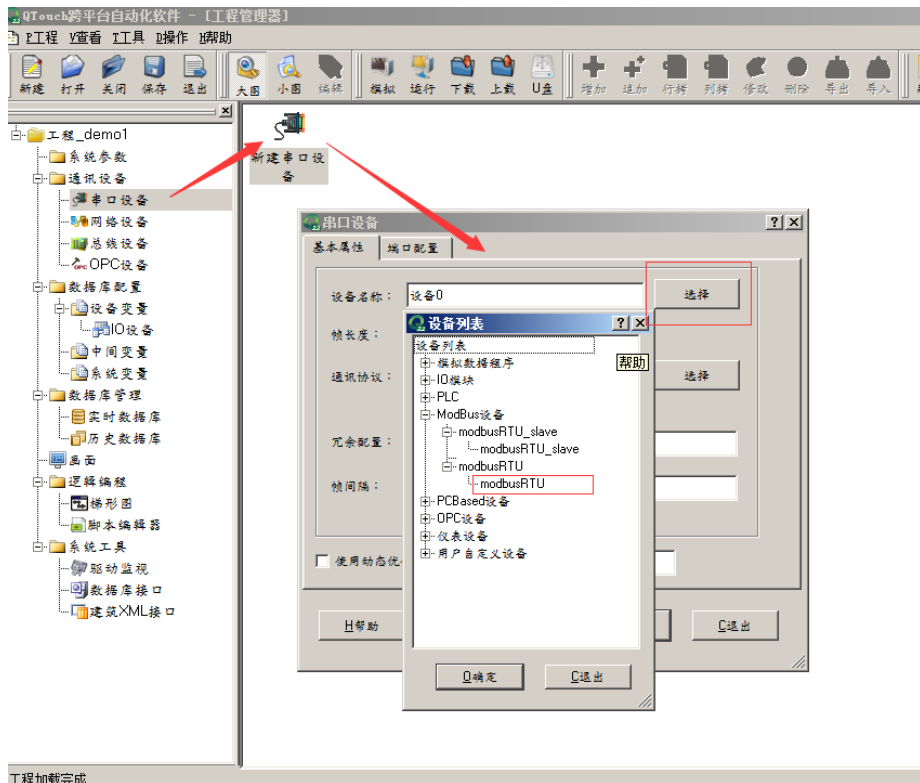 QTouch跨平台自动化软件 - [工程管理器]
P工程 V查看 T工具 D操作 H帮助
新建 打开 关闭 保存 退出 大图 小图 编辑 模拟 运行 下载 上载 U盘 增加 追加 行拷 列拷 修改 删除 导出 导入
工程_demo1
系统参数
通讯设备
串口设备
网络设备
总线设备
OPC设备
数据库配置
设备变量
IO设备
中间变量
系统变量
数据库管理
实时数据库
历史数据库
画面
逻辑编程
梯形图
脚本编辑器
系统工具
驱动监视
数据库接口
建筑XML接口
新建串口设
备
串口设备
基本属性 端口配置
设备名称： 设备0 选择
帧长度：
通讯协议： 选择
冗余配置：
帧间隔：
使用动态优
H帮助 C退出
设备列表
帮助
设备列表
模拟数据程序
IO模块
PLC
ModBus设备
modbusRTU_slave
modbusRTU_slave
modbusRTU
modbusRTU
PCBased设备
OPC设备
仪表设备
用户自定义设备
O确定 C退出
工程加载完成